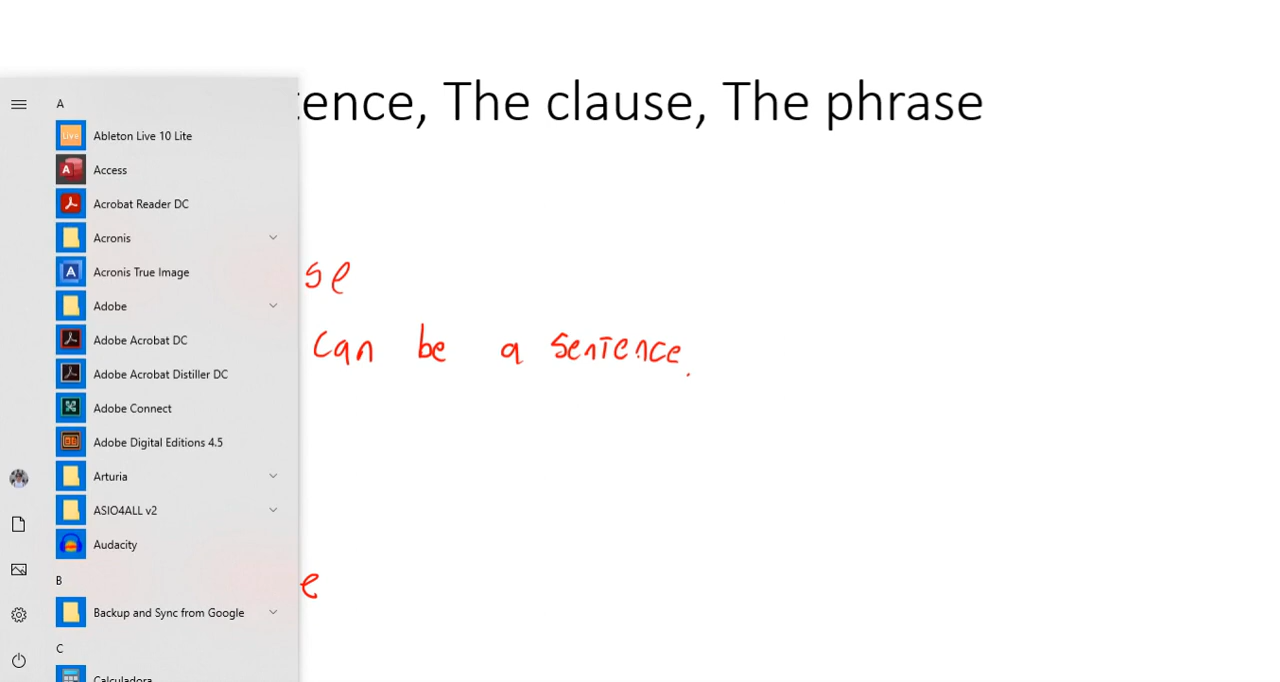 tence, The clause, The phrase
A
Ableton Live 10 Lite
Access
Acrobat Reader DC
Acronis
Acronis True Image
Adobe
Adobe Acrobat DC
Adobe Acrobat Distiller DC
Adobe Connect
Adobe Digital Editions 4.5
Arturia
ASIO4ALL v2
Audacity
B
Backup and Sync from Google
C
Calculadora
se
can be a sentence.
e